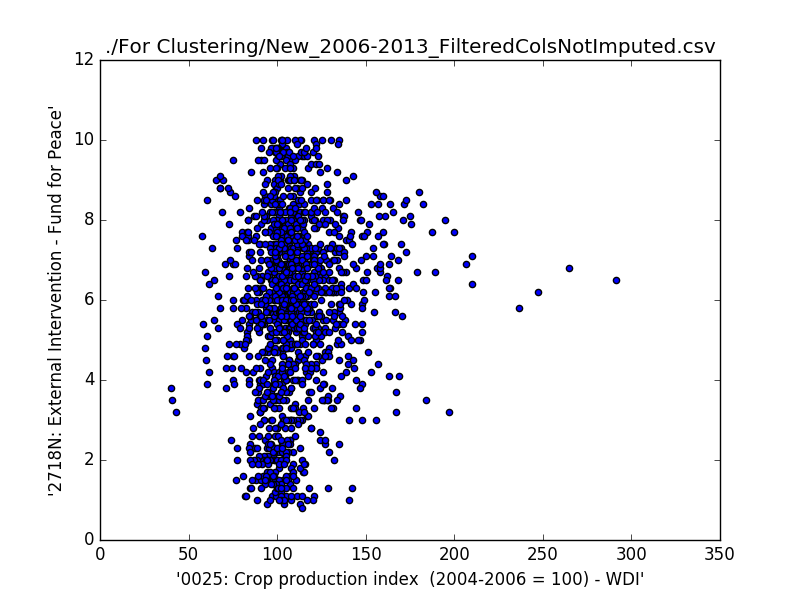 ./For Clustering/New_2006-2013_FilteredColsNotImputed.csv
12
10
8
6
4
2
0
'2718N: External Intervention - Fund for Peace'
0 50 100 150 200 250 300 350
'0025: Crop production index  (2004-2006 = 100) - WDI'